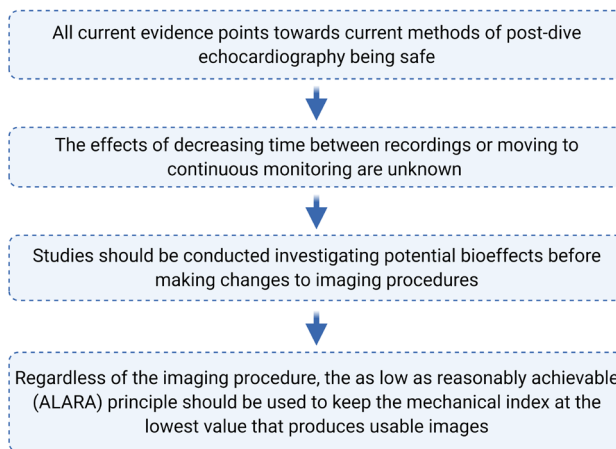 All current evidence points towards current methods of post-dive
echocardiography being safe
The effects of decreasing time between recordings or moving to
continuous monitoring are unknown
Studies should be conducted investigating potential bioeffects before
making changes to imaging procedures
Regardless of the imaging procedure, the as low as reasonably achievable
(ALARA) principle should be used to keep the mechanical index at the
lowest value that produces usable images